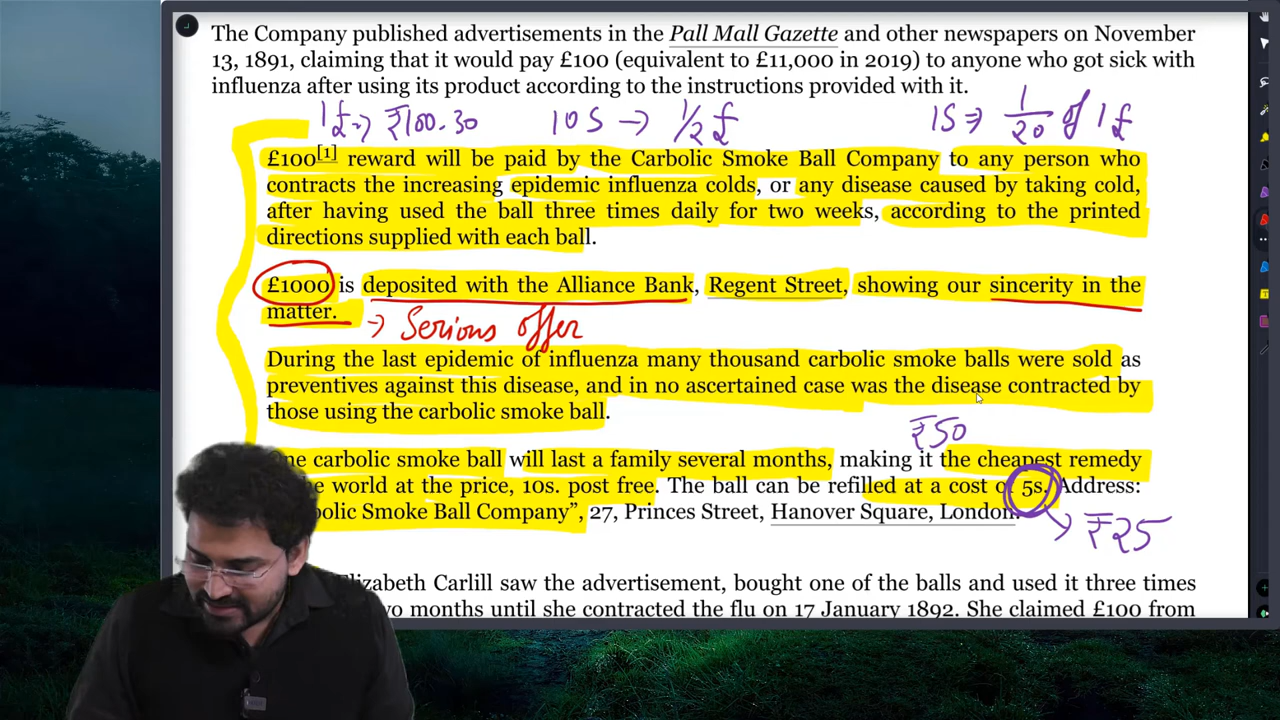 The Company published advertisements in the Pall Mall Gazette and other newspapers on November
13, 1891, claiming that it would pay £100 (equivalent to £11,000 in 2019) to anyone who got sick with
influenza after using its product according to the instructions provided with it.
1£ → ₹100.30 10S → 1/2 £ 1S ⇒ 1/20 of 1£
£100[1] reward will be paid by the Carbolic Smoke Ball Company to any person who
contracts the increasing epidemic influenza colds, or any disease caused by taking cold,
after having used the ball three times daily for two weeks, according to the printed
directions supplied with each ball.
£1000 is deposited with the Alliance Bank, Regent Street, showing our sincerity in the
matter. → Serious offer
During the last epidemic of influenza many thousand carbolic smoke balls were sold as
preventives against this disease, and in no ascertained case was the disease contracted by
those using the carbolic smoke ball.
₹50
carbolic smoke ball will last a family several months, making it the cheapest remedy
world at the price, 10s. post free. The ball can be refilled at a cost of 5s. Address:
Smoke Ball Company”, 27, Princes Street, Hanover Square, London.
→ ₹25
Elizabeth Carlill saw the advertisement, bought one of the balls and used it three times
months until she contracted the flu on 17 January 1892. She claimed £100 from